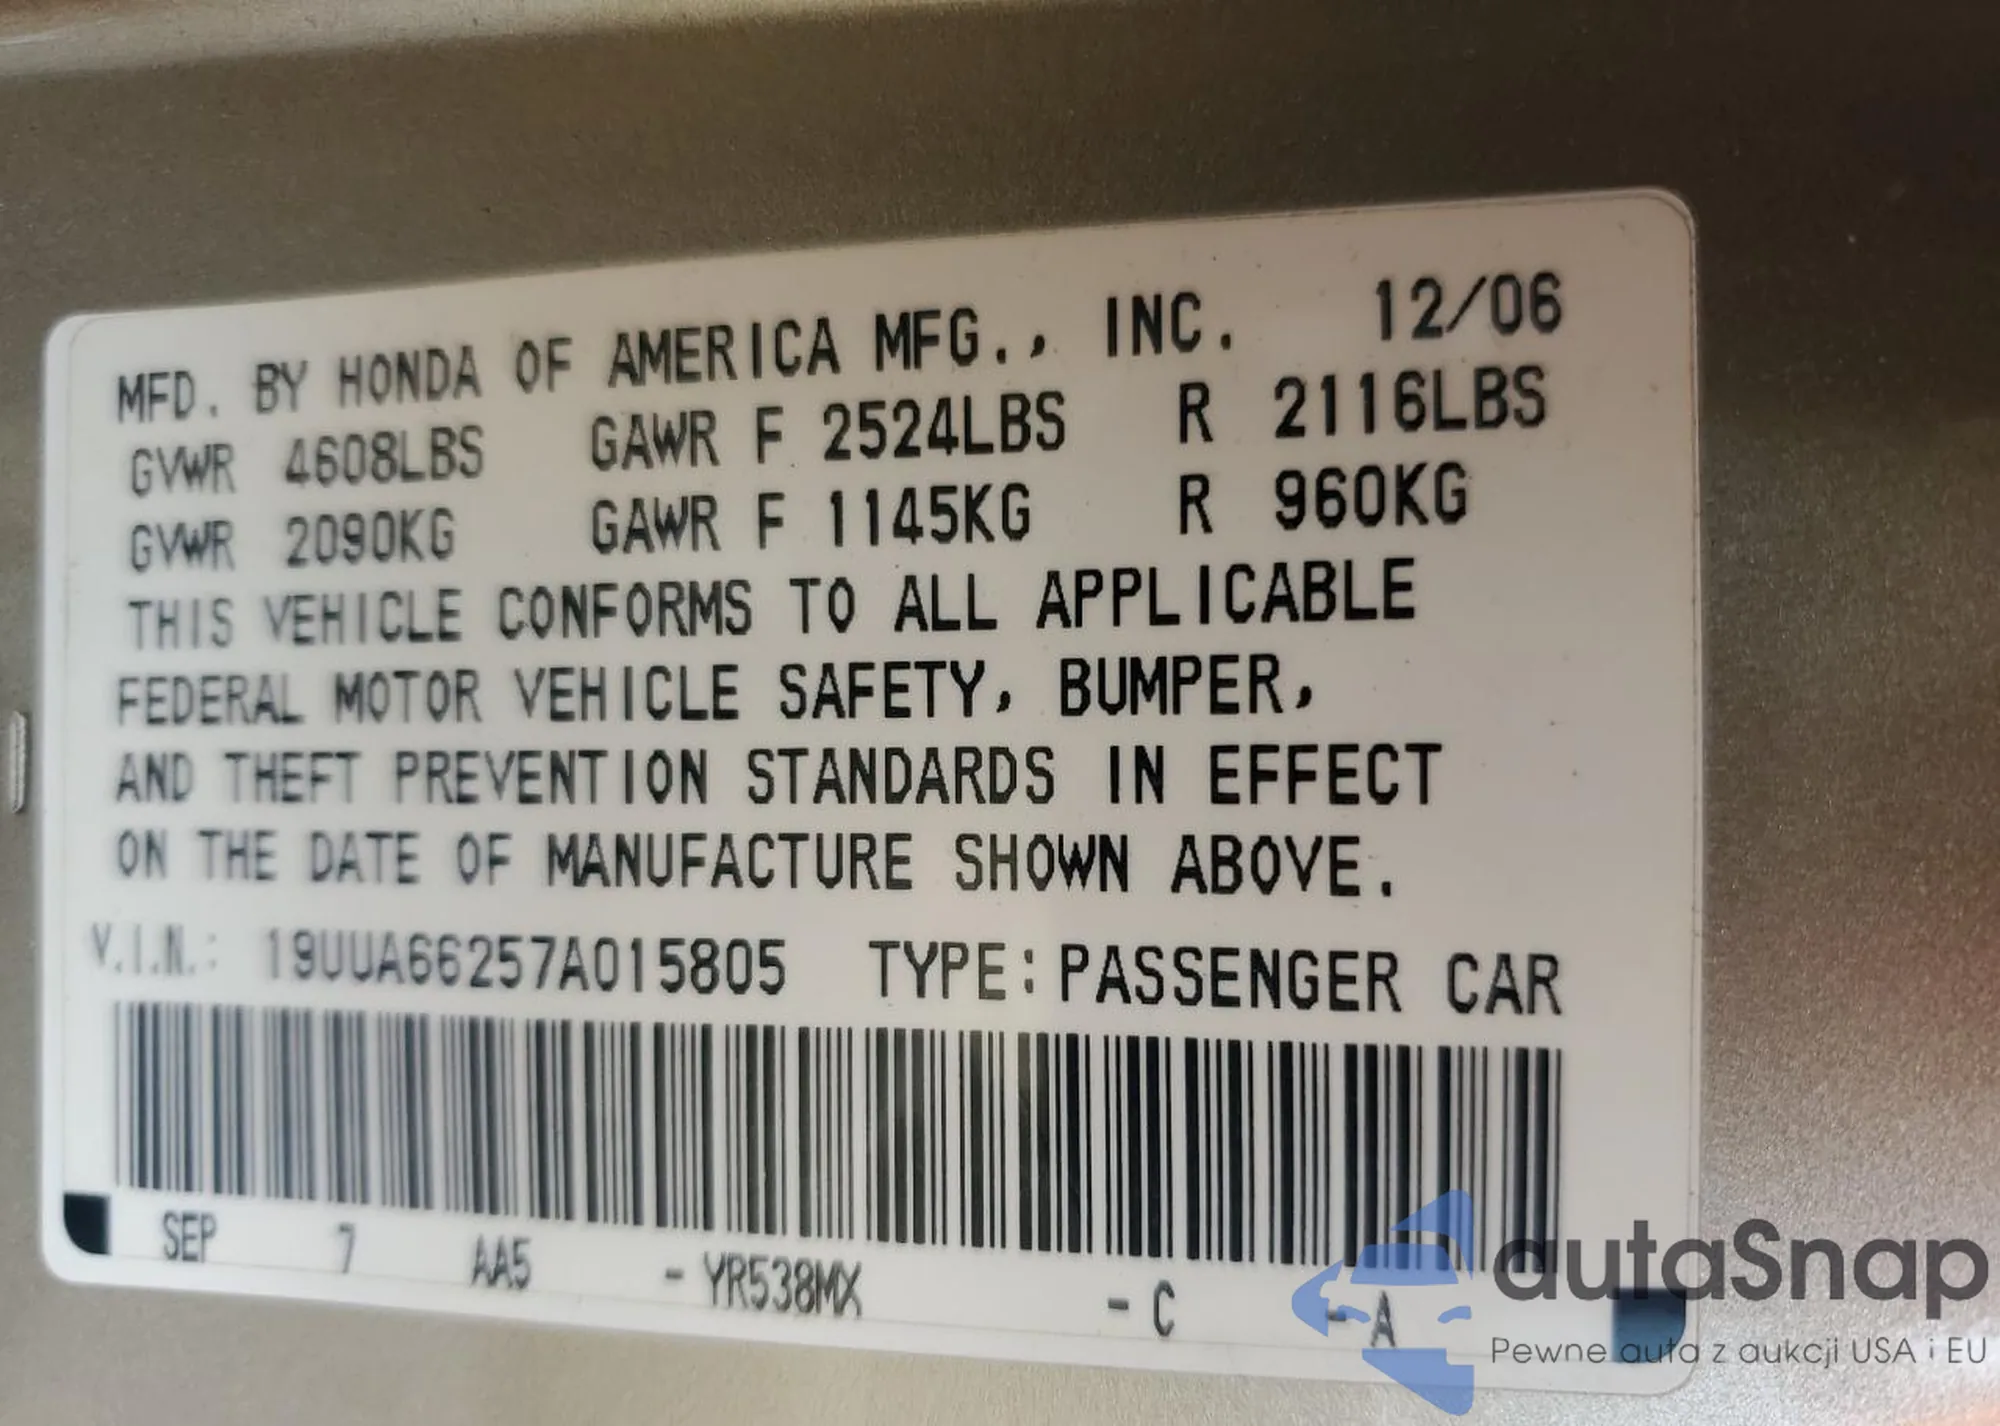 MFD. BY HONDA OF AMERICA MFG., INC. 12/06
GVWR 4608LBS GAWR F 2524LBS R 2116LBS
GVWR 2090KG GAWR F 1145KG R 960KG
THIS VEHICLE CONFORMS TO ALL APPLICABLE
FEDERAL MOTOR VEHICLE SAFETY, BUMPER,
AND THEFT PREVENTION STANDARDS IN EFFECT
ON THE DATE OF MANUFACTURE SHOWN ABOVE.
V.I.N.: 19UUA66257A015805 TYPE: PASSENGER CAR
SEP 7 AA5 - YR538MX - C - A
autaSnap
Pewne auta z aukcji USA i EU